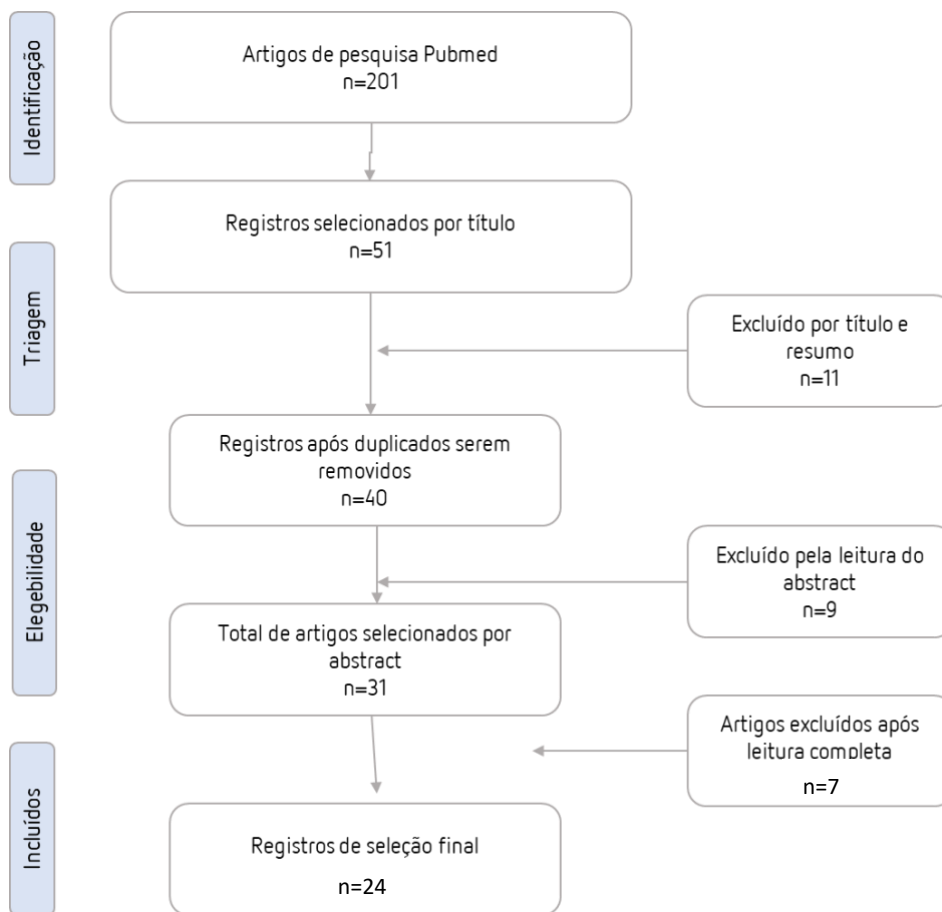 Identificação
Artigos de pesquisa Pubmed
n=201
Registros selecionados por título
n=51
Triagem
Excluído por título e
resumo
n=11
Registros após duplicados serem
removidos
n=40
Elegebilidade
Excluído pela leitura do
abstract
n=9
Total de artigos selecionados por
abstract
n=31
Artigos excluídos após
leitura completa
n=7
Incluídos
Registros de seleção final
n=24